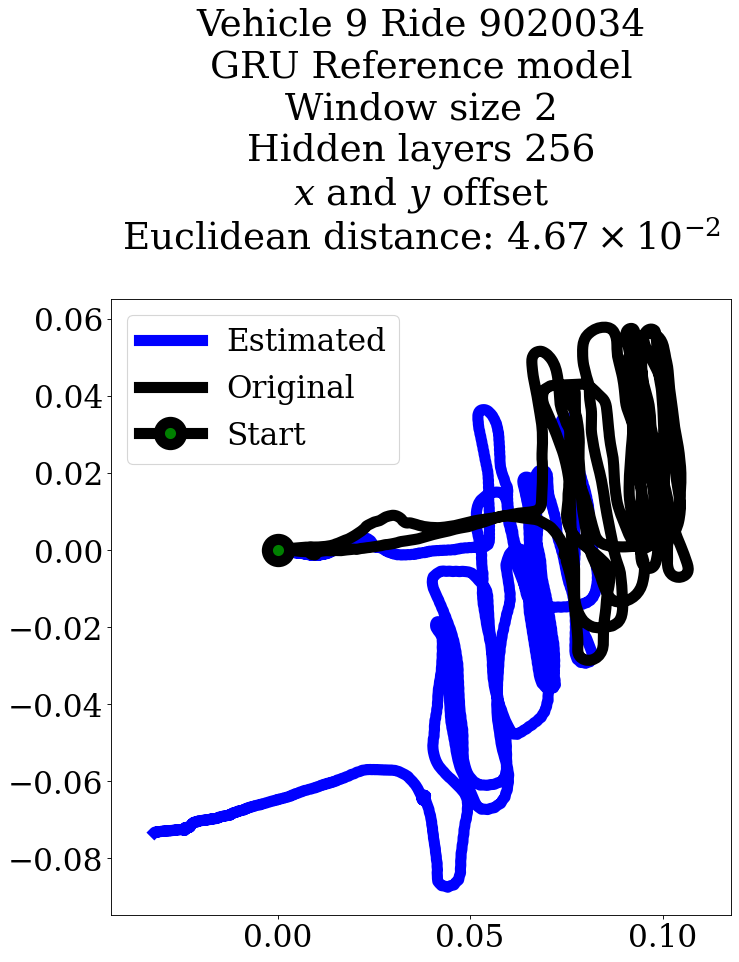 Vehicle 9 Ride 9020034
GRU Reference model
Window size 2
Hidden layers 256
x and y offset
Euclidean distance: 4.67 × 10⁻²
Estimated
Original
Start
0.06
0.04
0.02
0.00
−0.02
−0.04
−0.06
−0.08
0.00 0.05 0.10